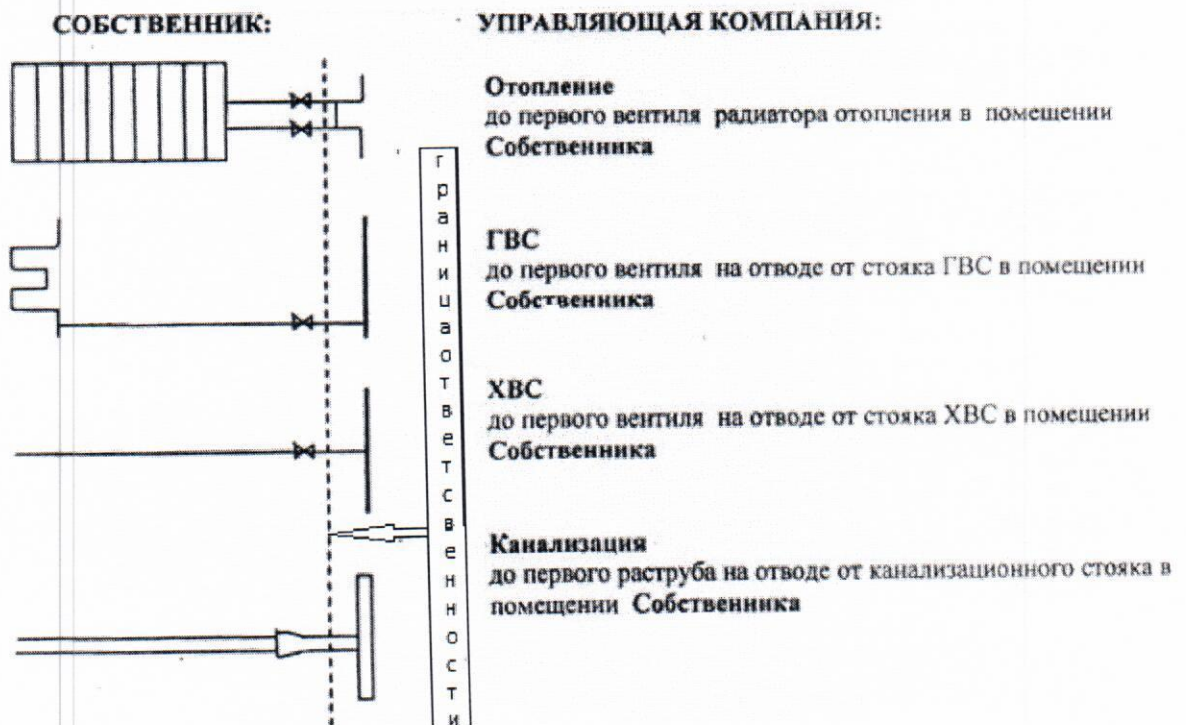 СОБСТВЕННИК:
УПРАВЛЯЮЩАЯ КОМПАНИЯ:
Отопление
до первого вентиля радиатора отопления в помещении
Собственника
граница ответсвенности
ГВС
до первого вентиля на отводе от стояка ГВС в помещении
Собственника
ХВС
до первого вентиля на отводе от стояка ХВС в помещении
Собственника
Канализация
до первого раструба на отводе от канализационного стояка в
помещении Собственника